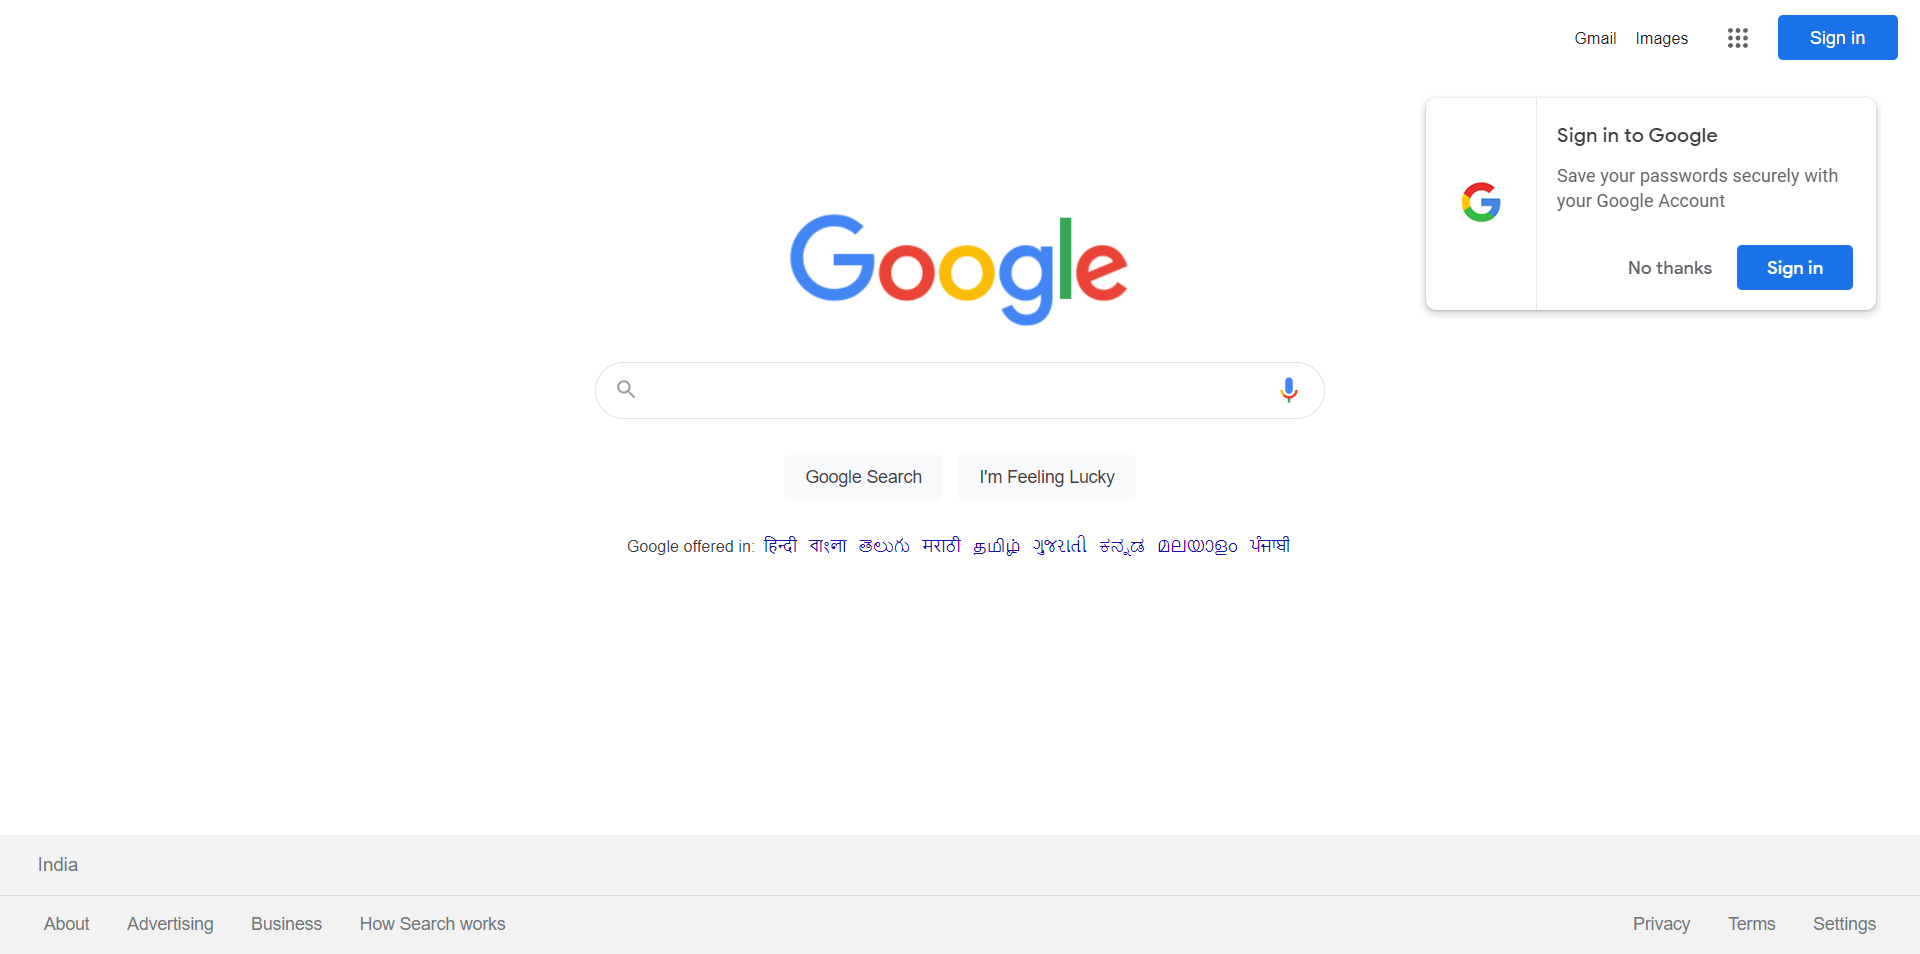 Gmail Images Sign in
Sign in to Google
Save your passwords securely with
your Google Account
No thanks Sign in
Google
Google Search I'm Feeling Lucky
Google offered in: हिन्दी বাংলা తెలుగు मराठी தமிழ் ગુજરાતી ಕನ್ನಡ മലയാളം ਪੰਜਾਬੀ
India
About Advertising Business How Search works Privacy Terms Settings